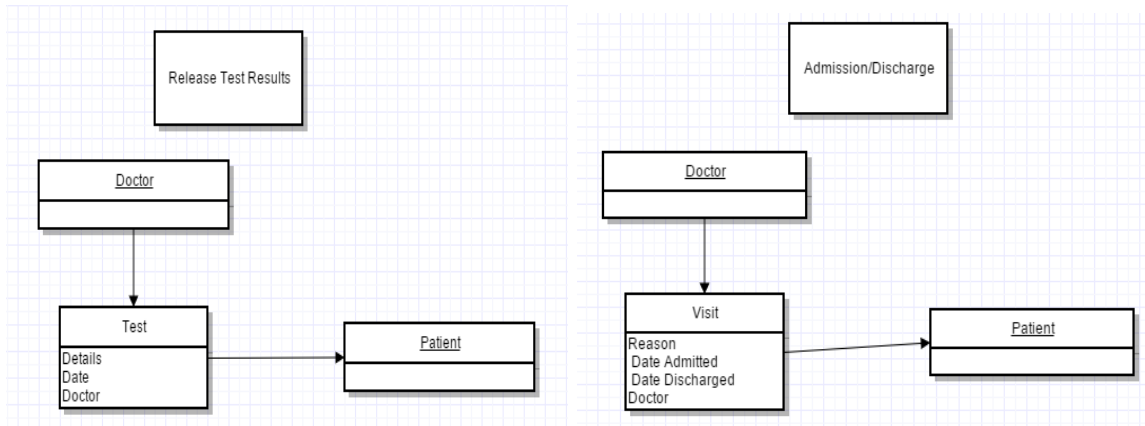 Release Test Results
Doctor
Test
Details
Date
Doctor
Patient
Admission/Discharge
Doctor
Visit
Reason
Date Admitted
Date Discharged
Doctor
Patient